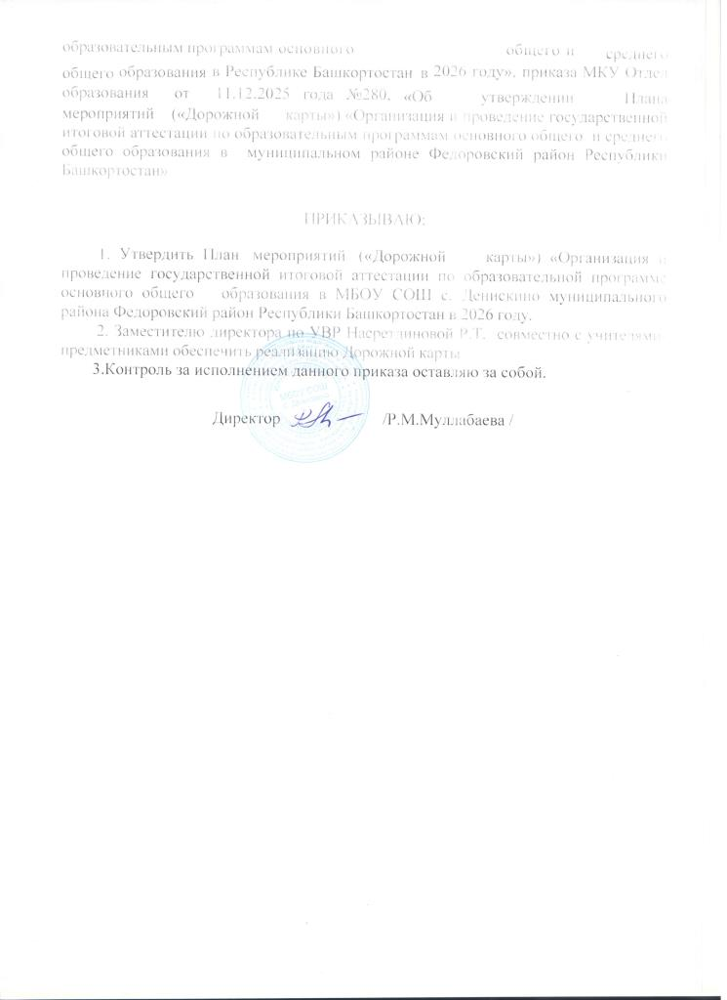 образовательным программам основного общего и среднего
общего образования в Республике Башкортостан в 2026 году», приказа МКУ Отдел
образования от 11.12.2025 года №280, «Об утверждении Плана
мероприятий («Дорожной карты») «Организация и проведение государственной
итоговой аттестации по образовательным программам основного общего и среднего
общего образования в муниципальном районе Федоровский район Республики
Башкортостан»
ПРИКАЗЫВАЮ:
1. Утвердить План мероприятий («Дорожной карты») «Организация и
проведение государственной итоговой аттестации по образовательной программе
основного общего образования в МБОУ СОШ с. Денискино муниципального
района Федоровский район Республики Башкортостан в 2026 году.
2. Заместителю директора по УВР Насретдиновой Р.Т. совместно с учителями
предметниками обеспечить реализацию Дорожной карты
3.Контроль за исполнением данного приказа оставляю за собой.
МБОУ СОШ
Директор /Р.М.Муллабаева /